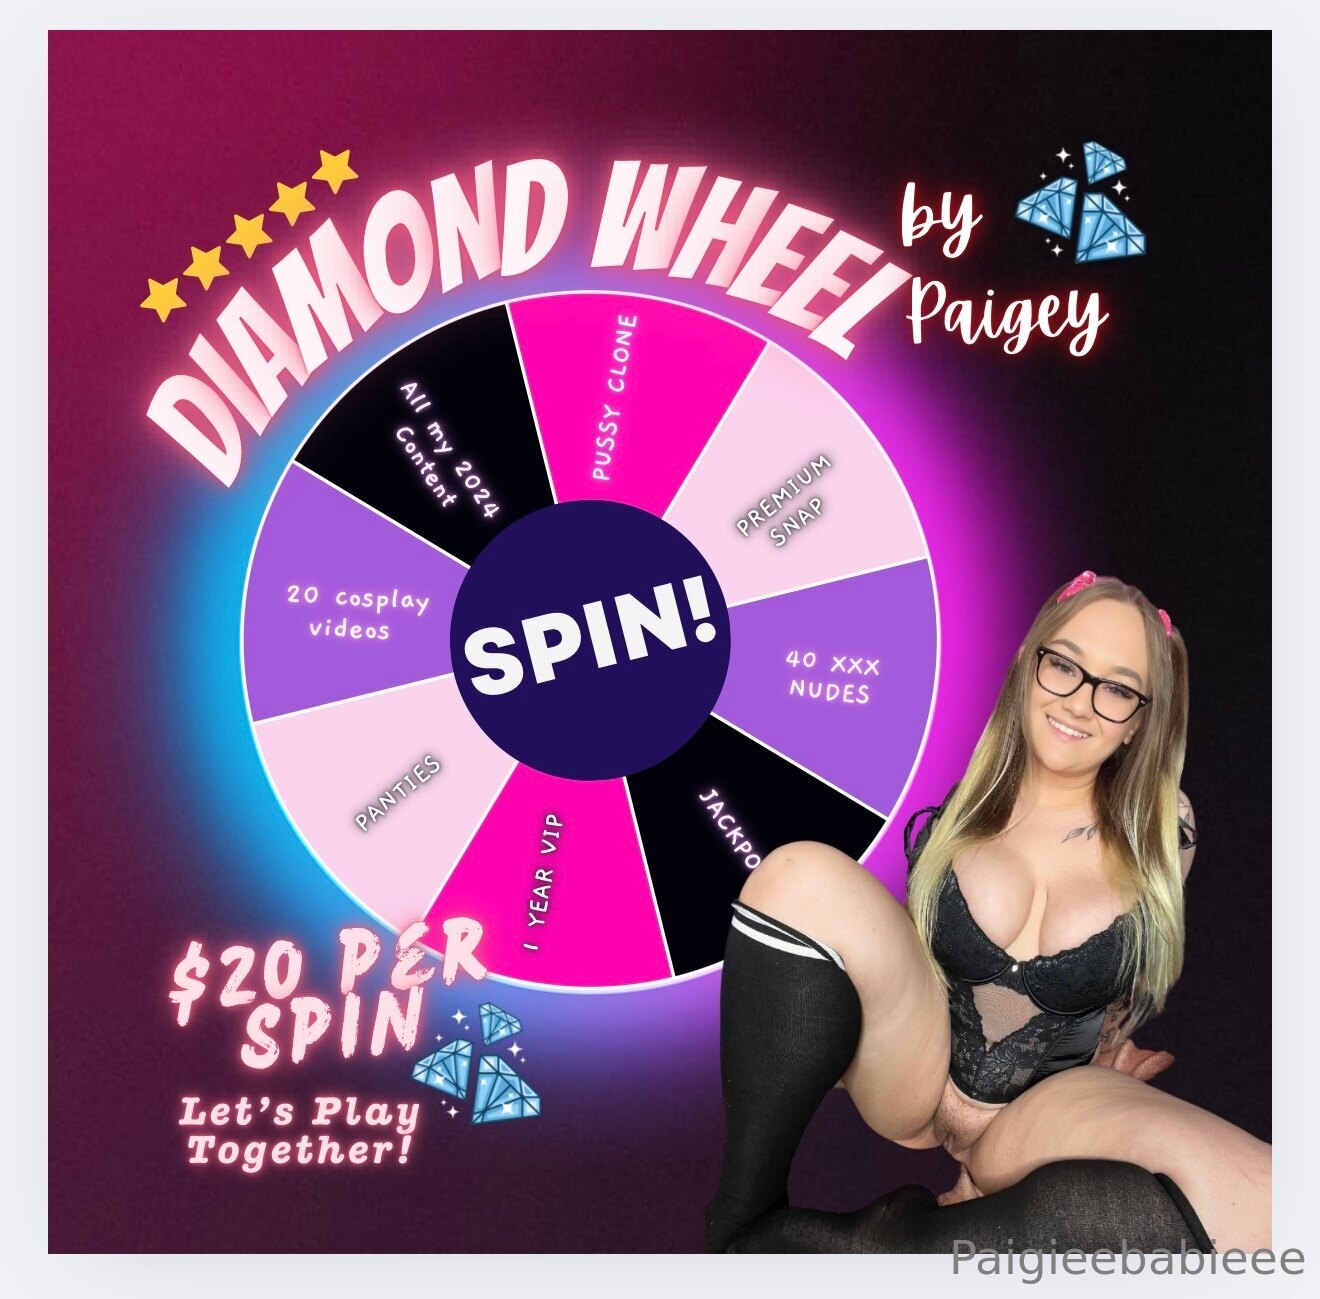 DIAMOND WHEEL
by
Paigey
All my 2024
Content
PUSSY CLONE
PREMIUM
SNAP
20 cosplay
videos
SPIN!
40 XXX
NUDES
PANTIES
1 YEAR VIP
JACKPO
$20 PER
SPIN
Let's Play
Together!
Paigieebabieee